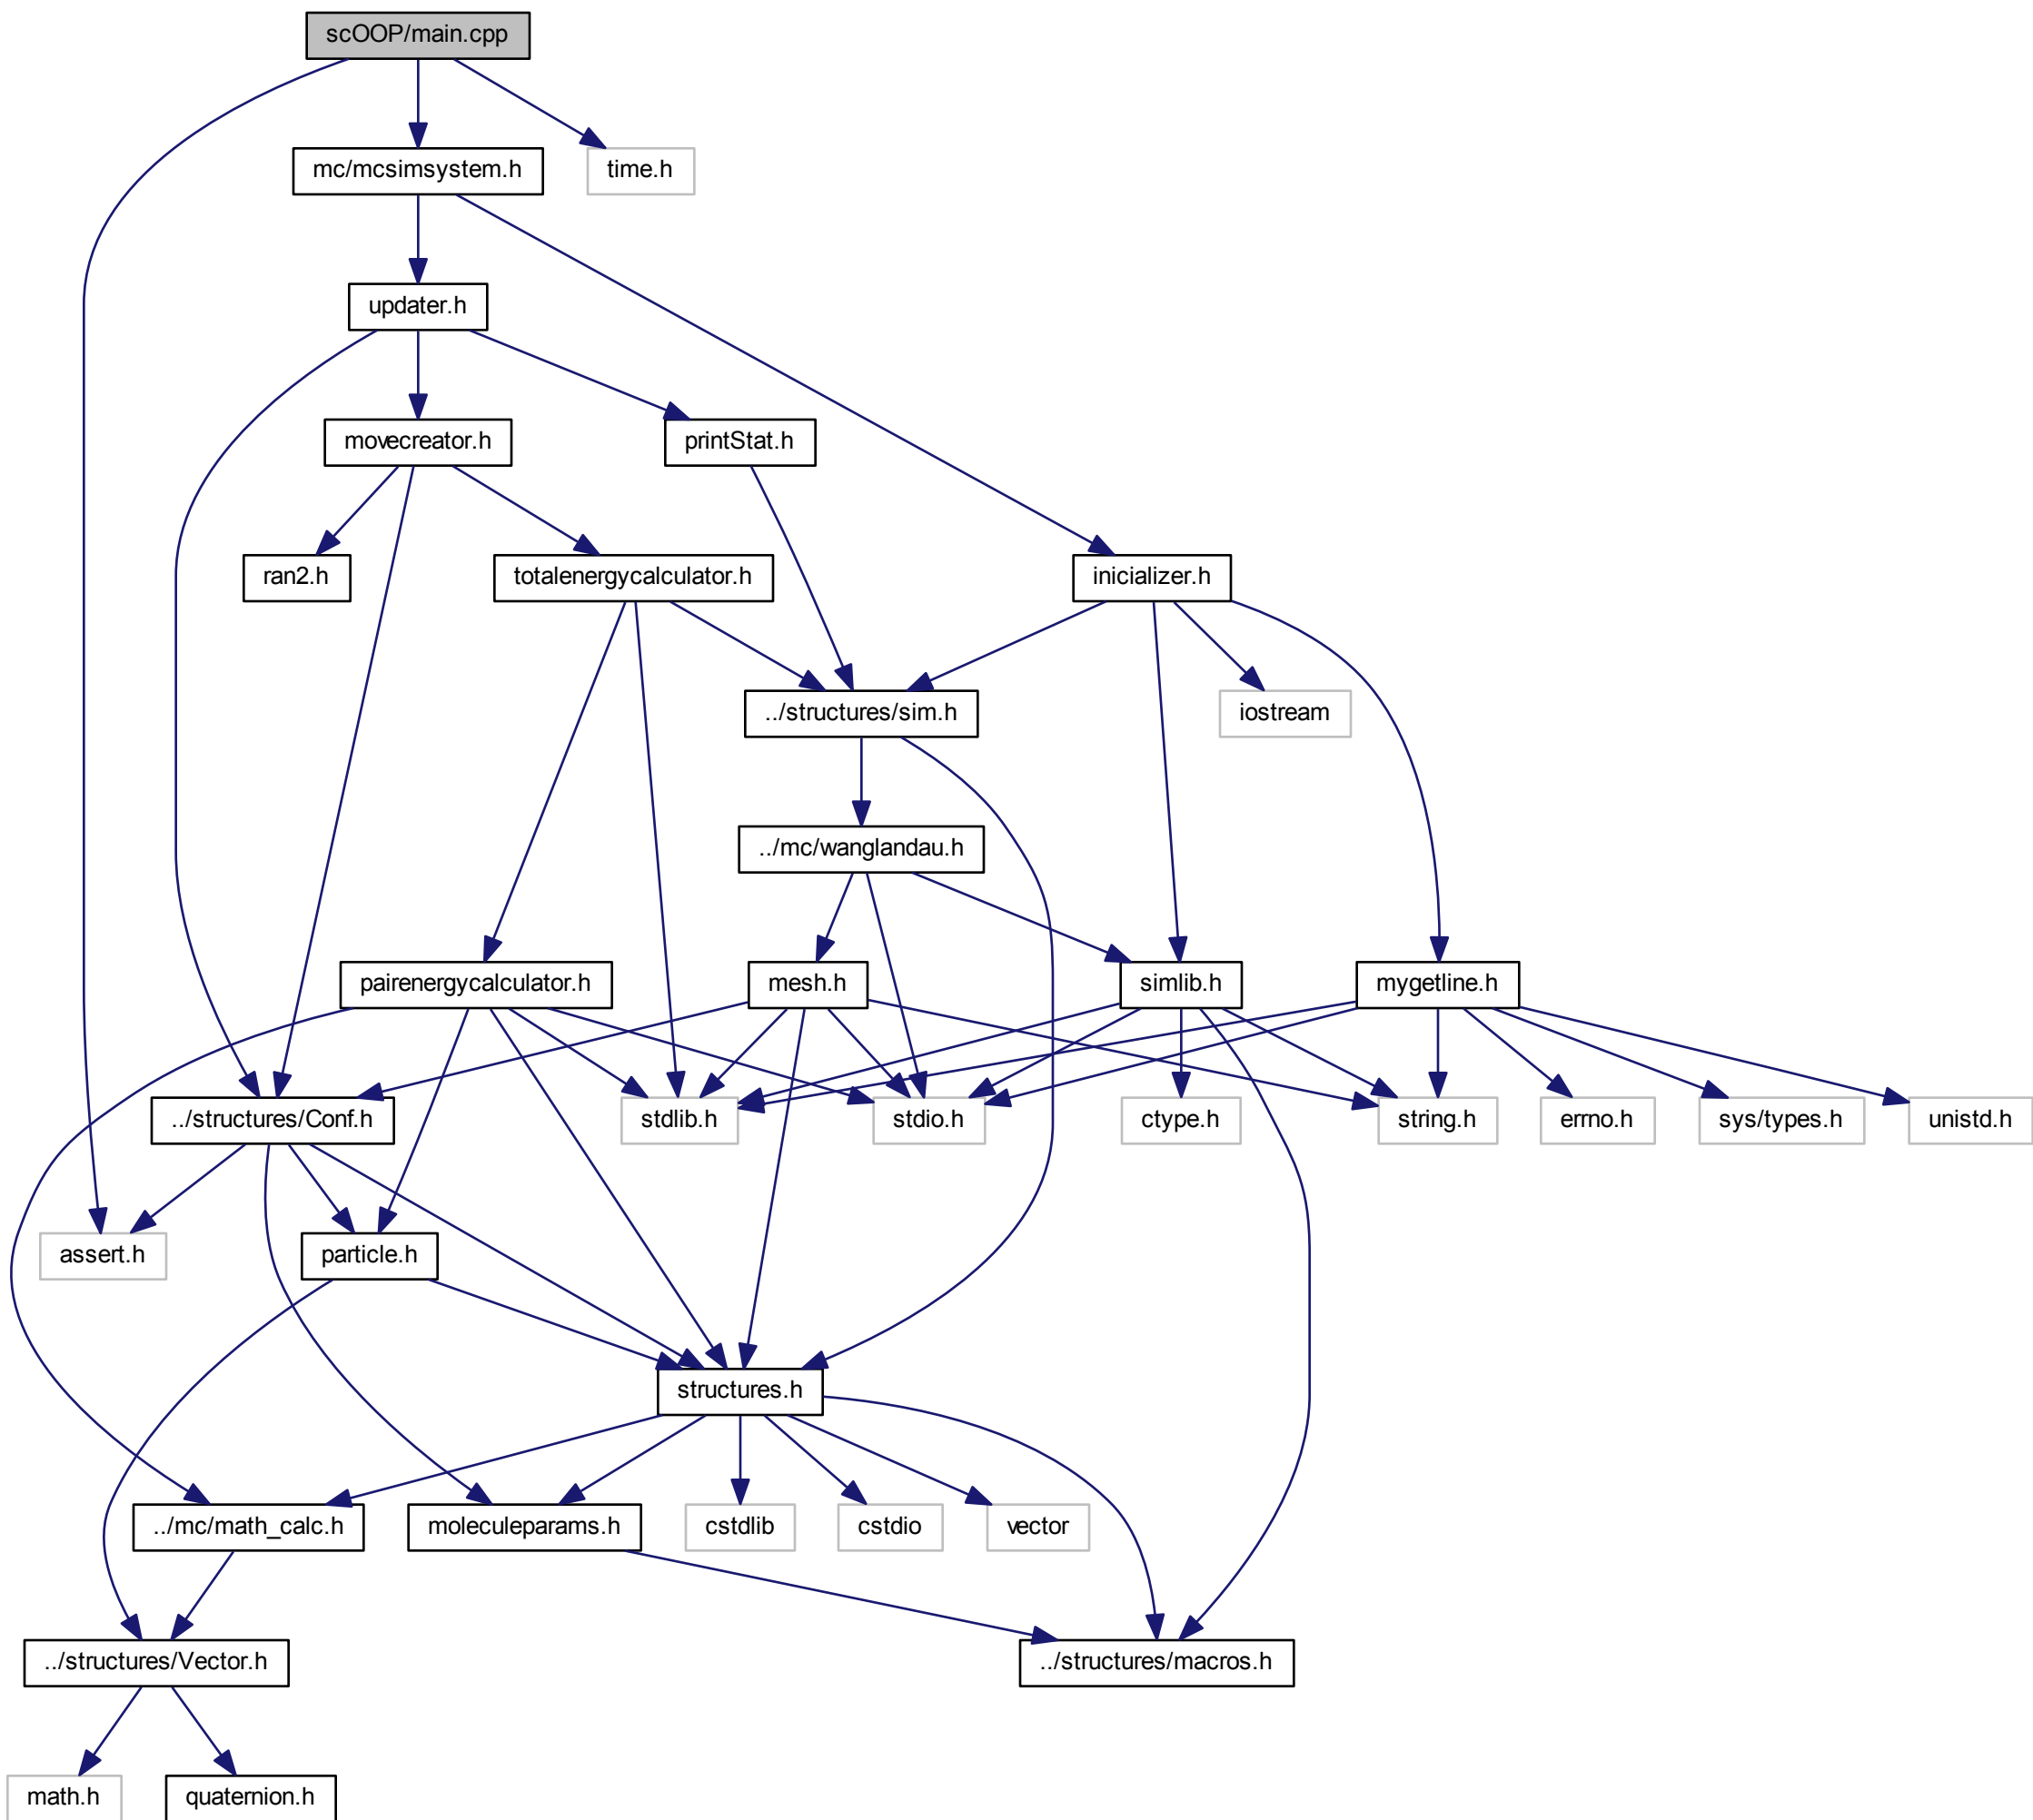 scOOP/main.cpp
mc/mcsimsystem.h
time.h
updater.h
movecreator.h
printStat.h
ran2.h
totalenergycalculator.h
inicializer.h
../structures/sim.h
iostream
../mc/wanglandau.h
pairenergycalculator.h
mesh.h
simlib.h
mygetline.h
../structures/Conf.h
stdlib.h
stdio.h
ctype.h
string.h
errno.h
sys/types.h
unistd.h
assert.h
particle.h
structures.h
../mc/math_calc.h
moleculeparams.h
cstdlib
cstdio
vector
../structures/Vector.h
../structures/macros.h
math.h
quaternion.h